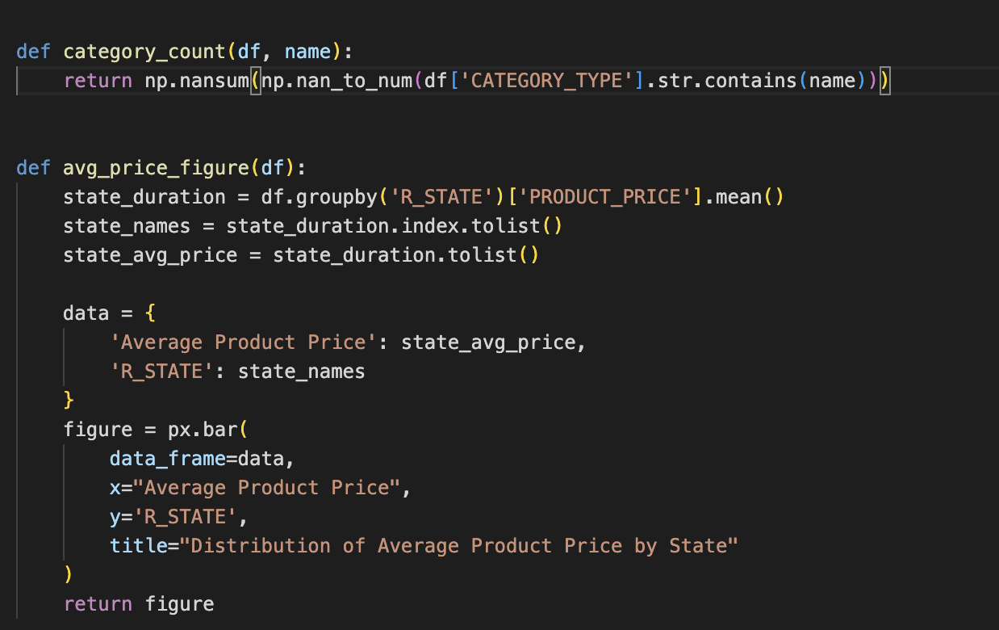 def category_count(df, name):
    return np.nansum(np.nan_to_num(df['CATEGORY_TYPE'].str.contains(name)))
def avg_price_figure(df):
    state_duration = df.groupby('R_STATE')['PRODUCT_PRICE'].mean()
    state_names = state_duration.index.tolist()
    state_avg_price = state_duration.tolist()
    data = {
        'Average Product Price': state_avg_price,
        'R_STATE': state_names
    }
    figure = px.bar(
        data_frame=data,
        x="Average Product Price",
        y='R_STATE',
        title="Distribution of Average Product Price by State"
    )
    return figure